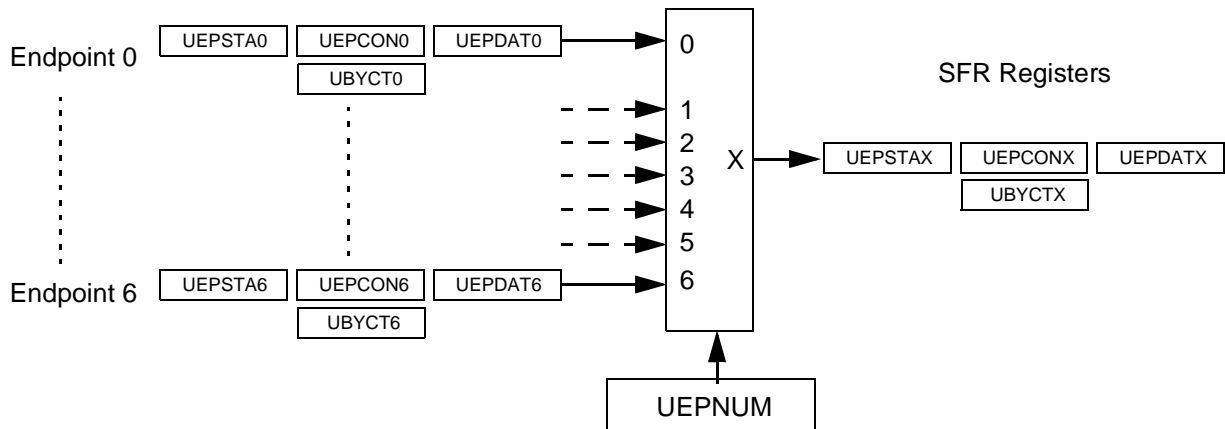 Endpoint 0
UEPSTA0 UEPCON0 UEPDAT0
UBYCT0
0
1
2
3
4
5
6
X
SFR Registers
UEPSTAX UEPCONX UEPDATX
UBYCTX
Endpoint 6
UEPSTA6 UEPCON6 UEPDAT6
UBYCT6
UEPNUM